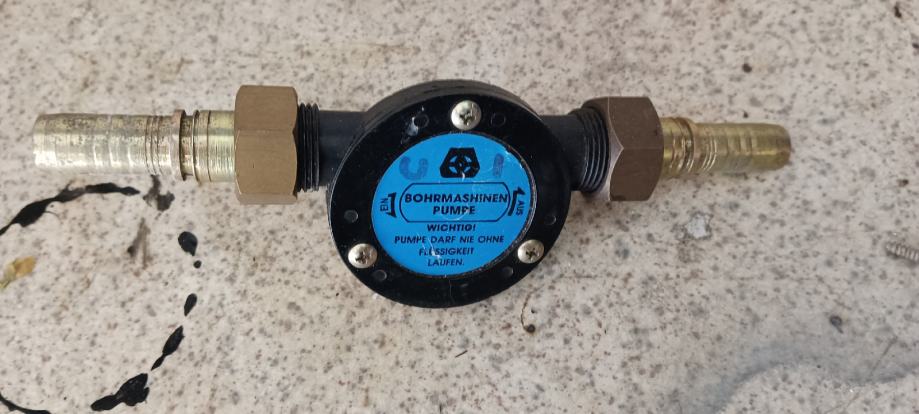 EIN
BOHRMASHINEN
PUMPE
AUS
WICHTIG!
PUMPE DARF NIE OHNE
FLÜSSIGKEIT
LAUFEN.